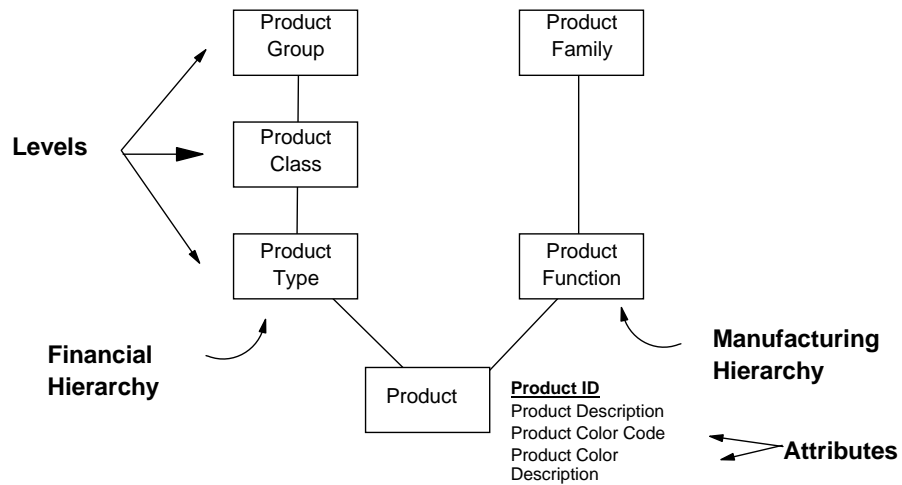 Product
Group
Product
Family
Levels
Product
Class
Product
Type
Product
Function
Financial
Hierarchy
Manufacturing
Hierarchy
Product
Product ID
Product Description
Product Color Code
Product Color
Description
Attributes